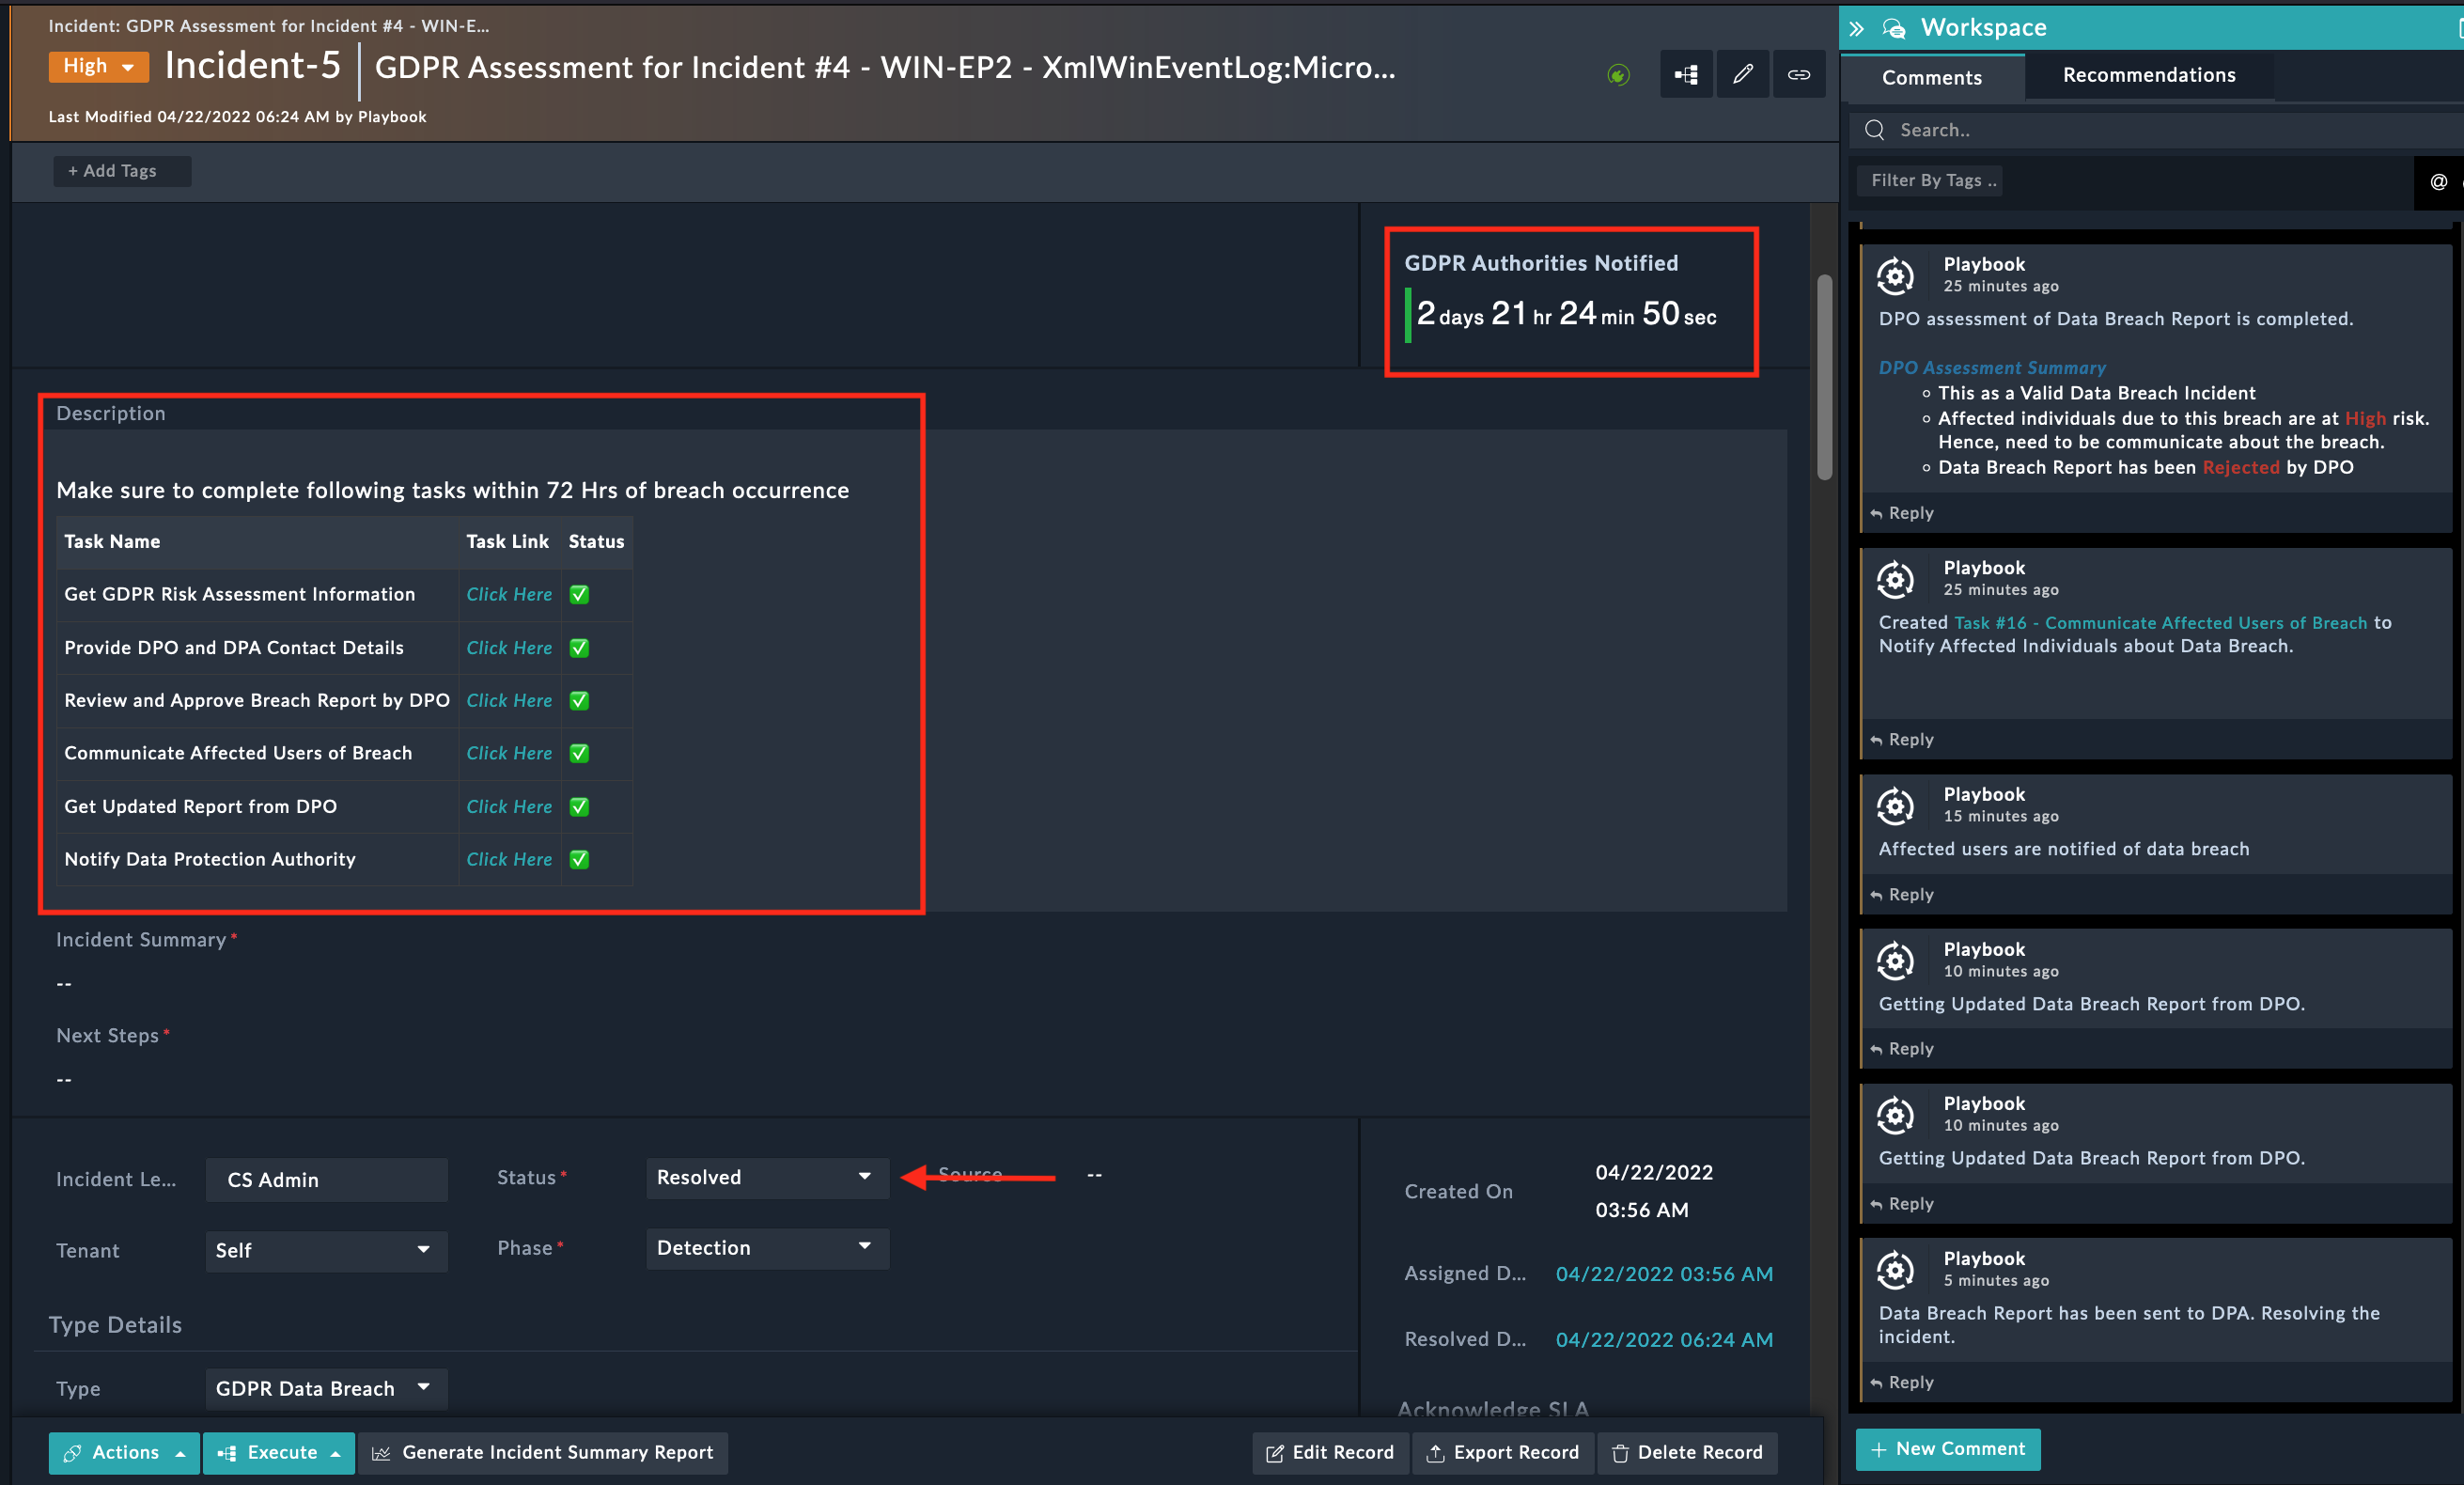 Incident: GDPR Assessment for Incident #4 - WIN-E...
High Incident-5 GDPR Assessment for Incident #4 - WIN-EP2 - XmlWinEventLog:Micro...
Last Modified 04/22/2022 06:24 AM by Playbook
+ Add Tags
GDPR Authorities Notified
2 days 21 hr 24 min 50 sec
Description
Make sure to complete following tasks within 72 Hrs of breach occurrence
Task Name Task Link Status
Get GDPR Risk Assessment Information Click Here ✅
Provide DPO and DPA Contact Details Click Here ✅
Review and Approve Breach Report by DPO Click Here ✅
Communicate Affected Users of Breach Click Here ✅
Get Updated Report from DPO Click Here ✅
Notify Data Protection Authority Click Here ✅
Incident Summary*
--
Next Steps*
--
Incident Le... CS Admin Status* Resolved Source --
Tenant Self Phase* Detection
Type Details
Type GDPR Data Breach
Created On 04/22/2022
03:56 AM
Assigned D... 04/22/2022 03:56 AM
Resolved D... 04/22/2022 06:24 AM
Acknowledge SLA
Actions Execute Generate Incident Summary Report Edit Record Export Record Delete Record
Workspace
Comments Recommendations
Search..
Filter By Tags .. @
Playbook
25 minutes ago
DPO assessment of Data Breach Report is completed.
DPO Assessment Summary
This as a Valid Data Breach Incident
Affected individuals due to this breach are at High risk.
Hence, need to be communicate about the breach.
Data Breach Report has been Rejected by DPO
Reply
Playbook
25 minutes ago
Created Task #16 - Communicate Affected Users of Breach to
Notify Affected Individuals about Data Breach.
Reply
Playbook
15 minutes ago
Affected users are notified of data breach
Reply
Playbook
10 minutes ago
Getting Updated Data Breach Report from DPO.
Reply
Playbook
10 minutes ago
Getting Updated Data Breach Report from DPO.
Reply
Playbook
5 minutes ago
Data Breach Report has been sent to DPA. Resolving the
incident.
Reply
+ New Comment